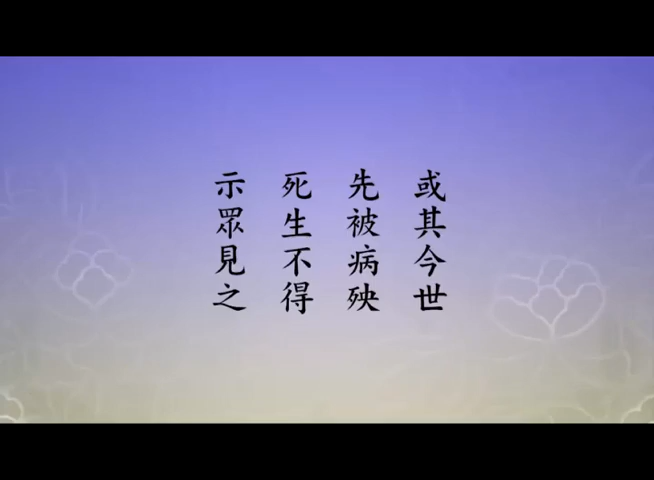 或其今世
先被病殃
死生不得
示眾見之